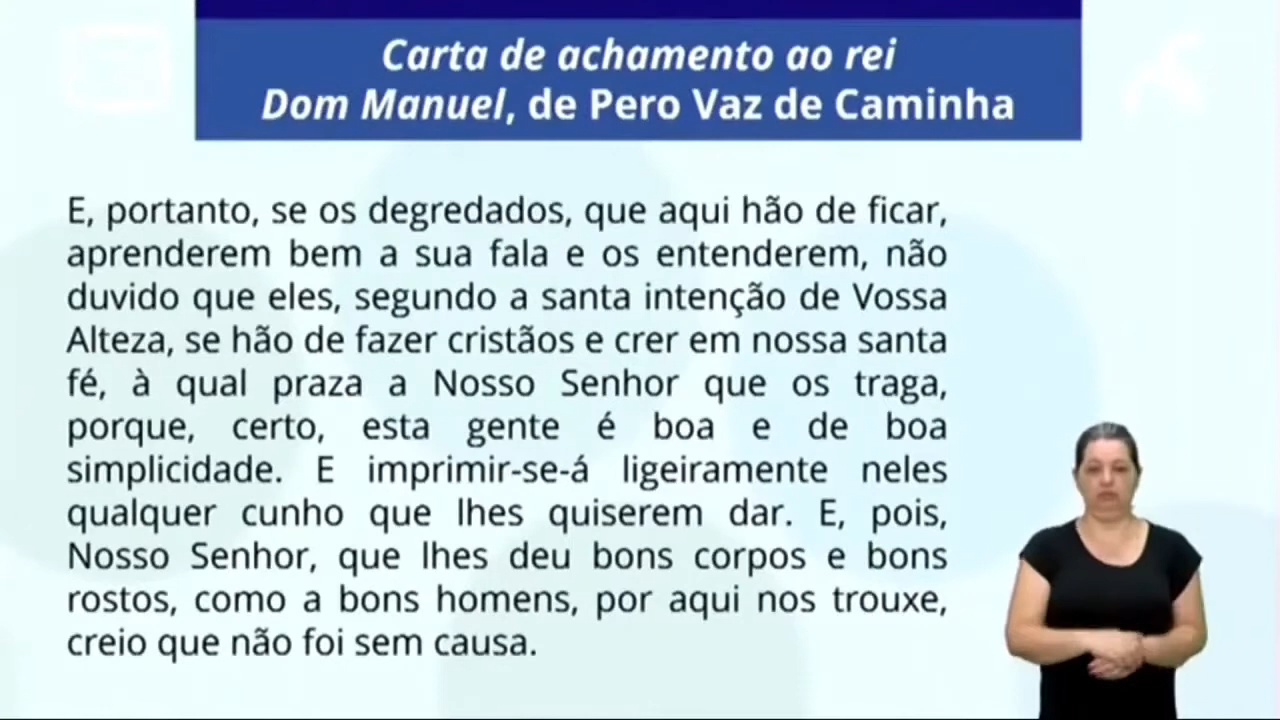 Carta de achamento ao rei
Dom Manuel, de Pero Vaz de Caminha
E, portanto, se os degredados, que aqui hão de ficar,
aprenderem bem a sua fala e os entenderem, não
duvido que eles, segundo a santa intenção de Vossa
Alteza, se hão de fazer cristãos e crer em nossa santa
fé, à qual praza a Nosso Senhor que os traga,
porque, certo, esta gente é boa e de boa
simplicidade. E imprimir-se-á ligeiramente neles
qualquer cunho que lhes quiserem dar. E, pois,
Nosso Senhor, que lhes deu bons corpos e bons
rostos, como a bons homens, por aqui nos trouxe,
creio que não foi sem causa.